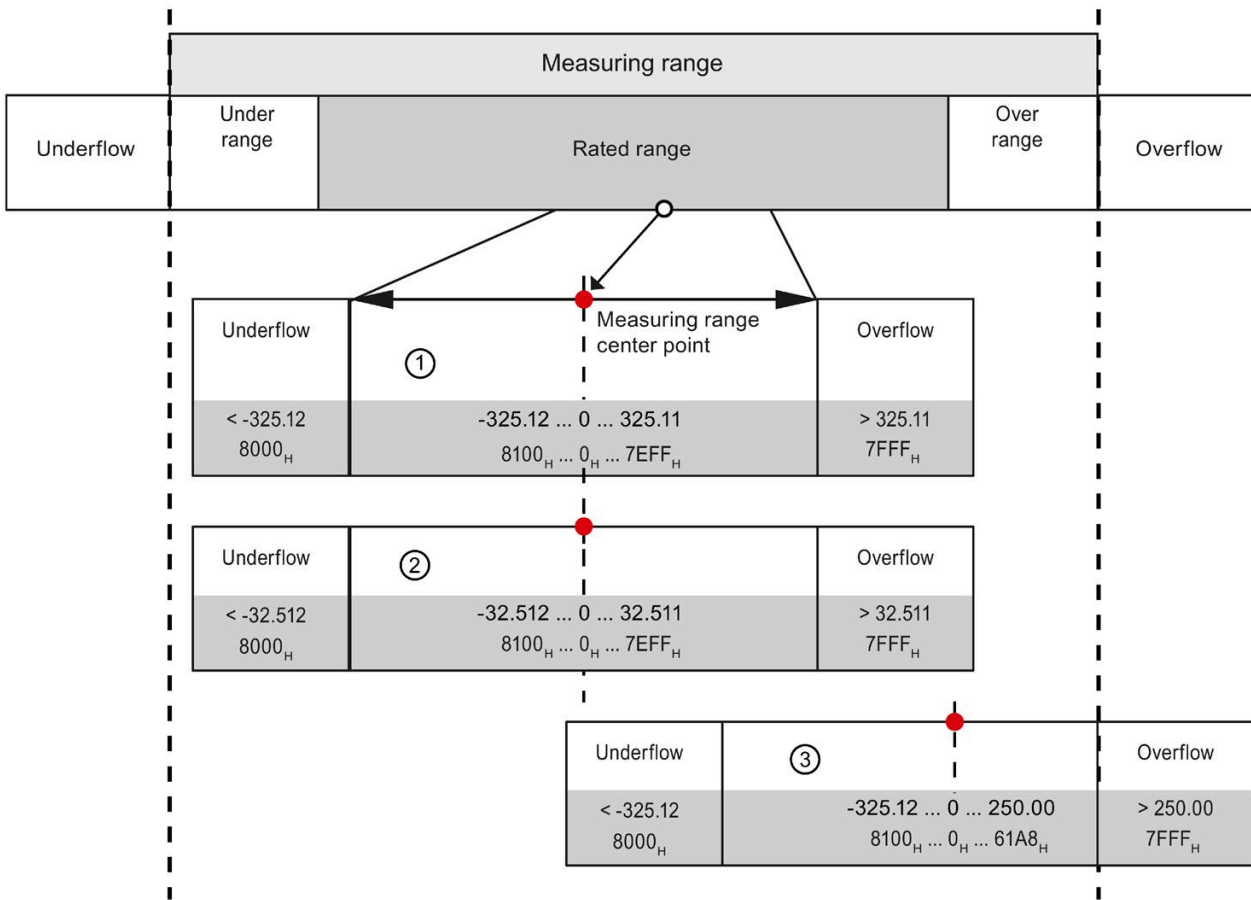 Measuring range
Underflow
Under
range
Rated range
Over
range
Overflow
Underflow
Measuring range
center point
Overflow
①
< -325.12
8000H
-325.12 ... 0 ... 325.11
8100H ... 0H ... 7EFFH
> 325.11
7FFFH
Underflow
②
Overflow
< -32.512
8000H
-32.512 ... 0 ... 32.511
8100H ... 0H ... 7EFFH
> 32.511
7FFFH
Underflow
③
Overflow
< -325.12
8000H
-325.12 ... 0 ... 250.00
8100H ... 0H ... 61A8H
> 250.00
7FFFH